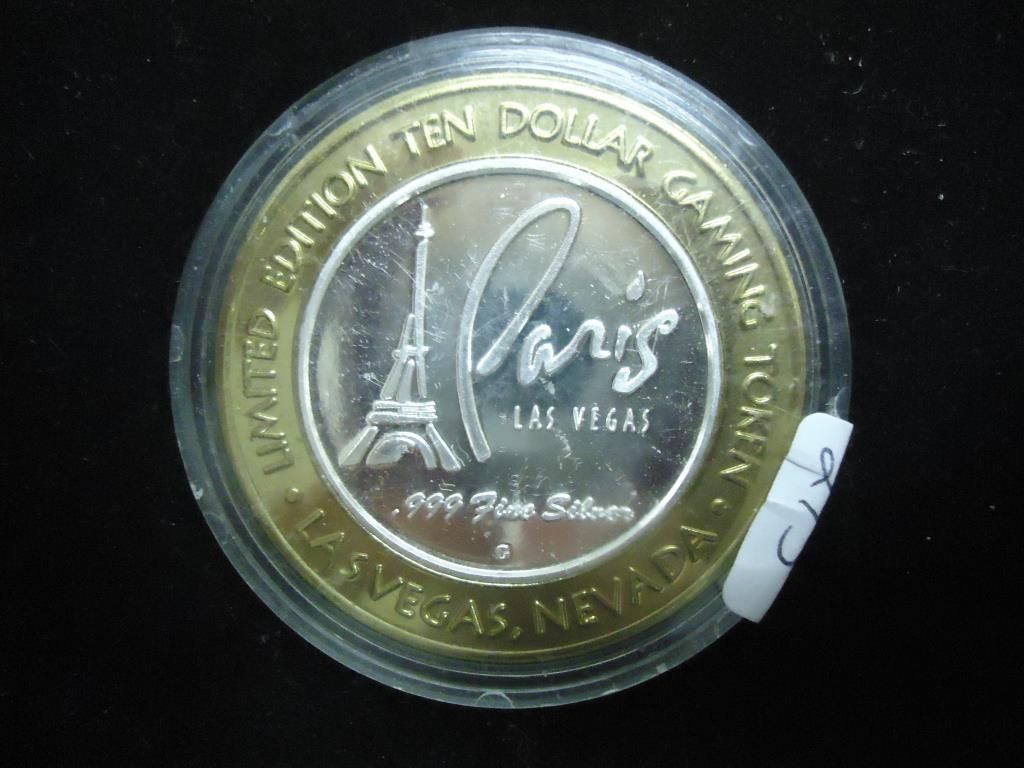 LIMITED EDITION TEN DOLLAR GAMING TOKEN
Paris
LAS VEGAS
.999 Fine Silver
G
• LAS VEGAS, NEVADA •